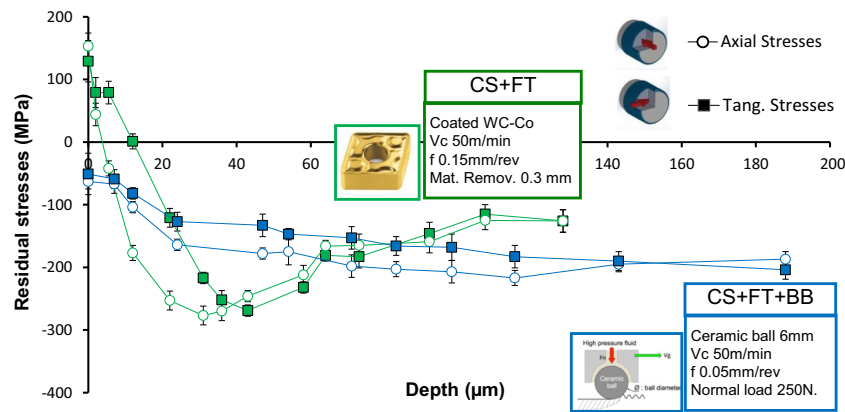 200
100
0
-100
-200
-300
-400
Residual stresses (MPa)
0
20
40
60
120
140
160
180
200
Depth (µm)
Axial Stresses
Tang. Stresses
CS+FT
Coated WC-Co
Vc 50m/min
f 0.15mm/rev
Mat. Remov. 0.3 mm
CS+FT+BB
Ceramic ball 6mm
Vc 50m/min
f 0.05mm/rev
Normal load 250N.
High pressure fluid
Fn
Vg
Ceramic
ball
Ø : ball diameter